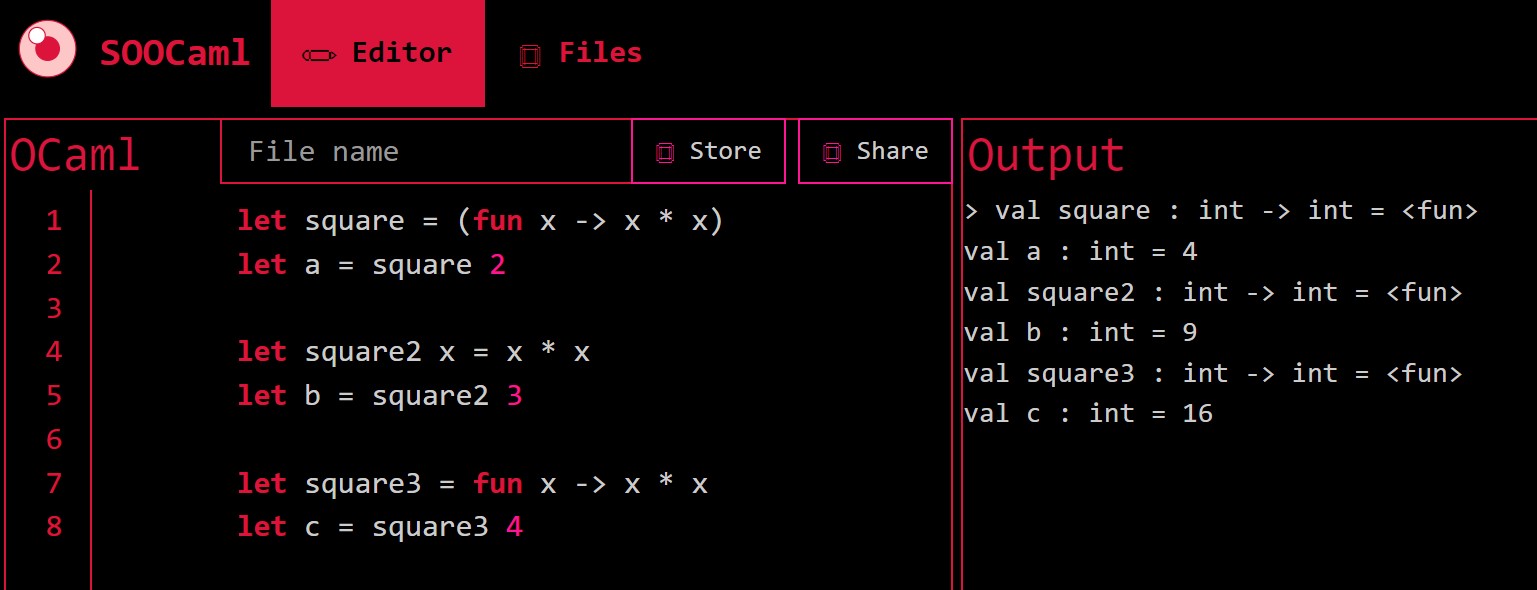 SOOCaml
Editor
Files
OCaml
File name
Store
Share
1 let square = (fun x -> x * x)
2 let a = square 2
3
4 let square2 x = x * x
5 let b = square2 3
6
7 let square3 = fun x -> x * x
8 let c = square3 4
Output
> val square : int -> int = <fun>
val a : int = 4
val square2 : int -> int = <fun>
val b : int = 9
val square3 : int -> int = <fun>
val c : int = 16